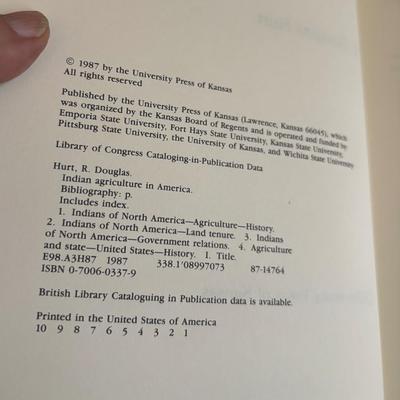 © 1987 by the University Press of Kansas
All rights reserved
Published by the University Press of Kansas (Lawrence, Kansas 66045), which
was organized by the Kansas Board of Regents and is operated and funded by
Emporia State University, Fort Hays State University, Kansas State University,
Pittsburg State University, the University of Kansas, and Wichita State University
Library of Congress Cataloging-in-Publication Data
Hurt, R. Douglas.
Indian agriculture in America.
Bibliography: p.
Includes index.
1. Indians of North America—Agriculture—History.
2. Indians of North America—Land tenure. 3. Indians
of North America—Government relations. 4. Agriculture
and state—United States—History. I. Title.
E98.A3H87 1987 338.1'08997073 87-14764
ISBN 0-7006-0337-9
British Library Cataloguing in Publication data is available.
Printed in the United States of America
10 9 8 7 6 5 4 3 2 1